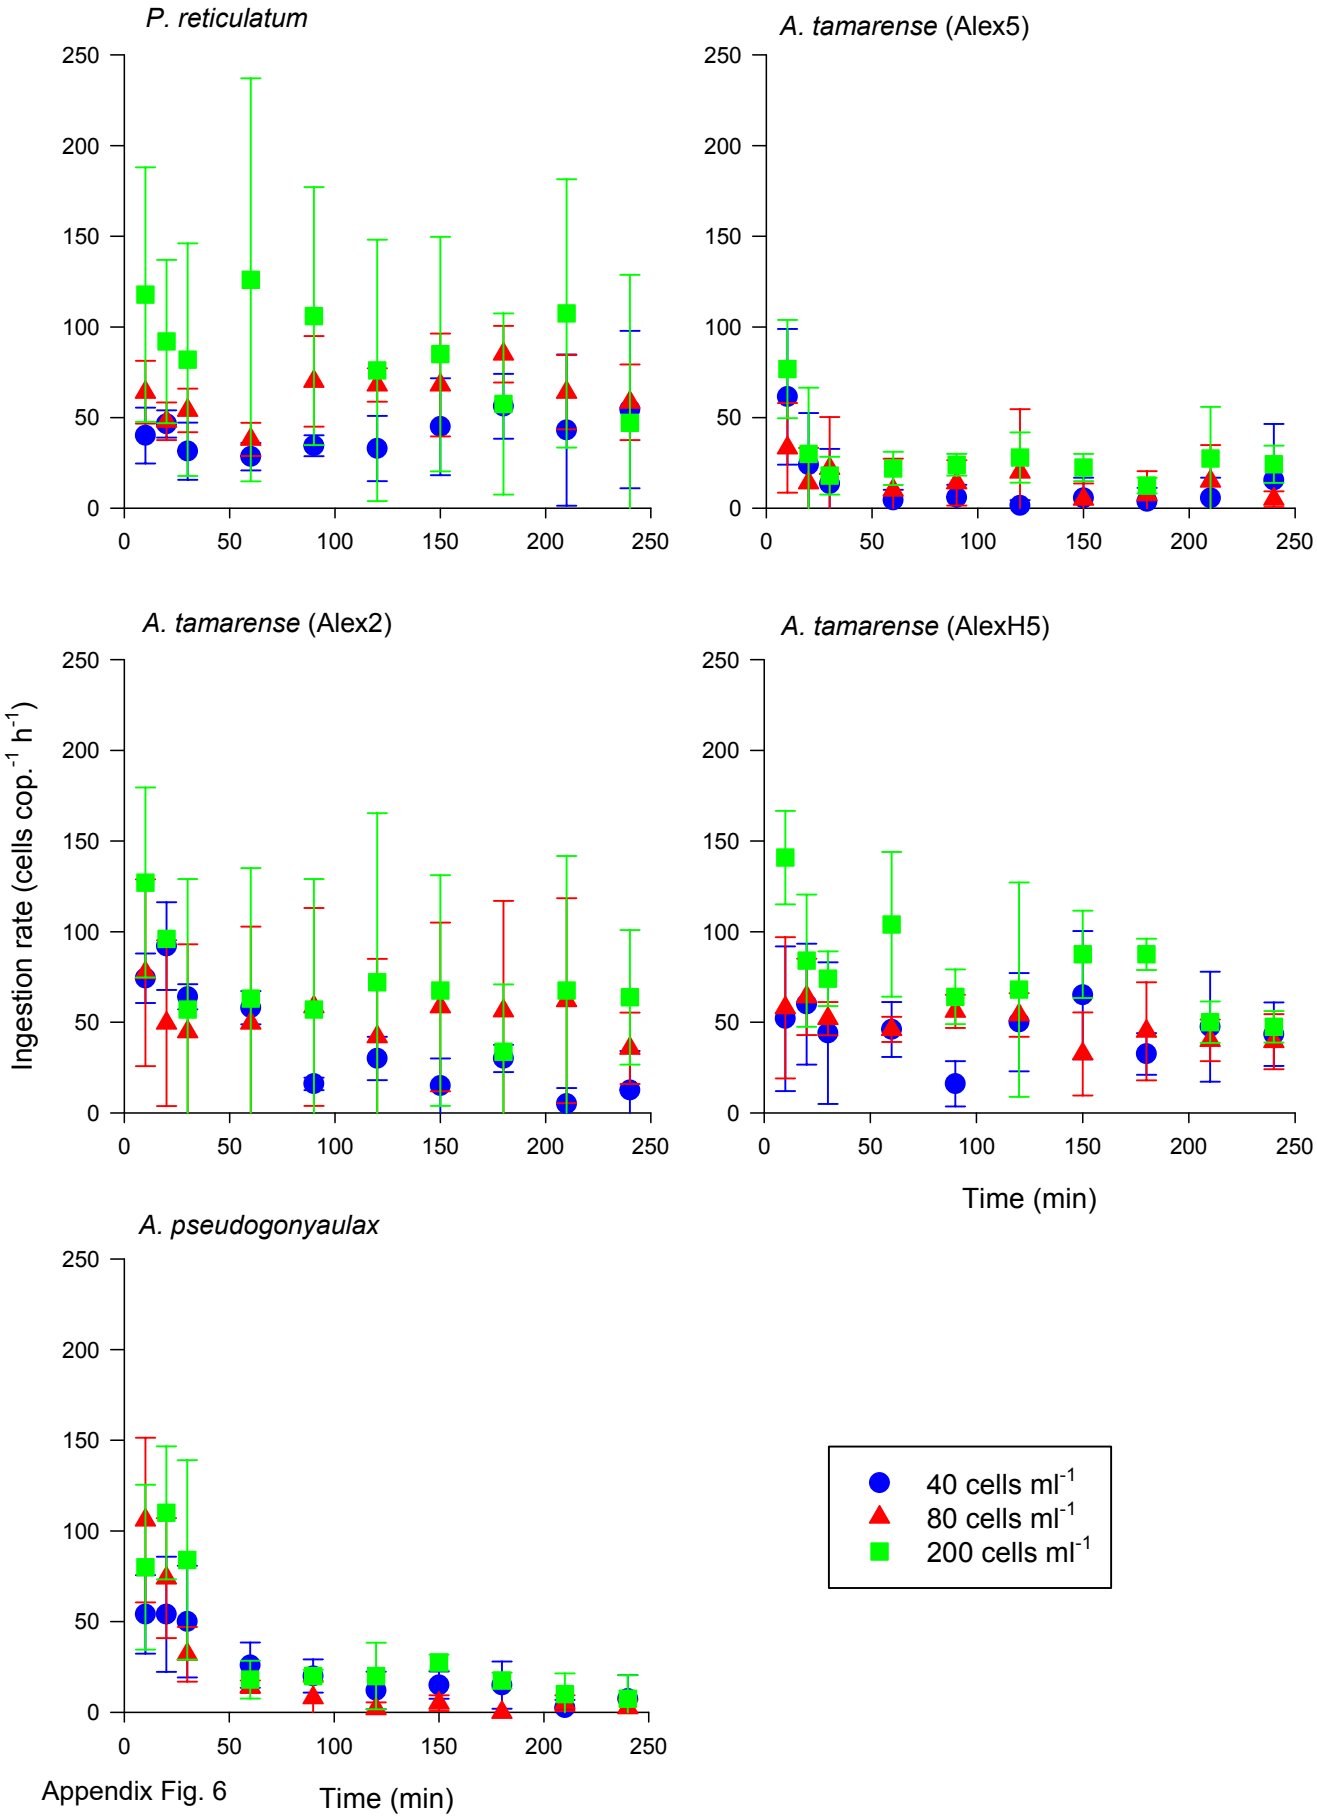 P. reticulatum
250
200
150
100
50
0
0 50 100 150 200 250
A. tamarense (Alex5)
250
200
150
100
50
0
0 50 100 150 200 250
A. tamarense (Alex2)
250
200
150
100
50
0
0 50 100 150 200 250
Ingestion rate (cells cop.⁻¹ h⁻¹)
A. tamarense (AlexH5)
250
200
150
100
50
0
0 50 100 150 200 250
Time (min)
A. pseudogonyaulax
250
200
150
100
50
0
0 50 100 150 200 250
Time (min)
40 cells ml⁻¹
80 cells ml⁻¹
200 cells ml⁻¹
Appendix Fig. 6